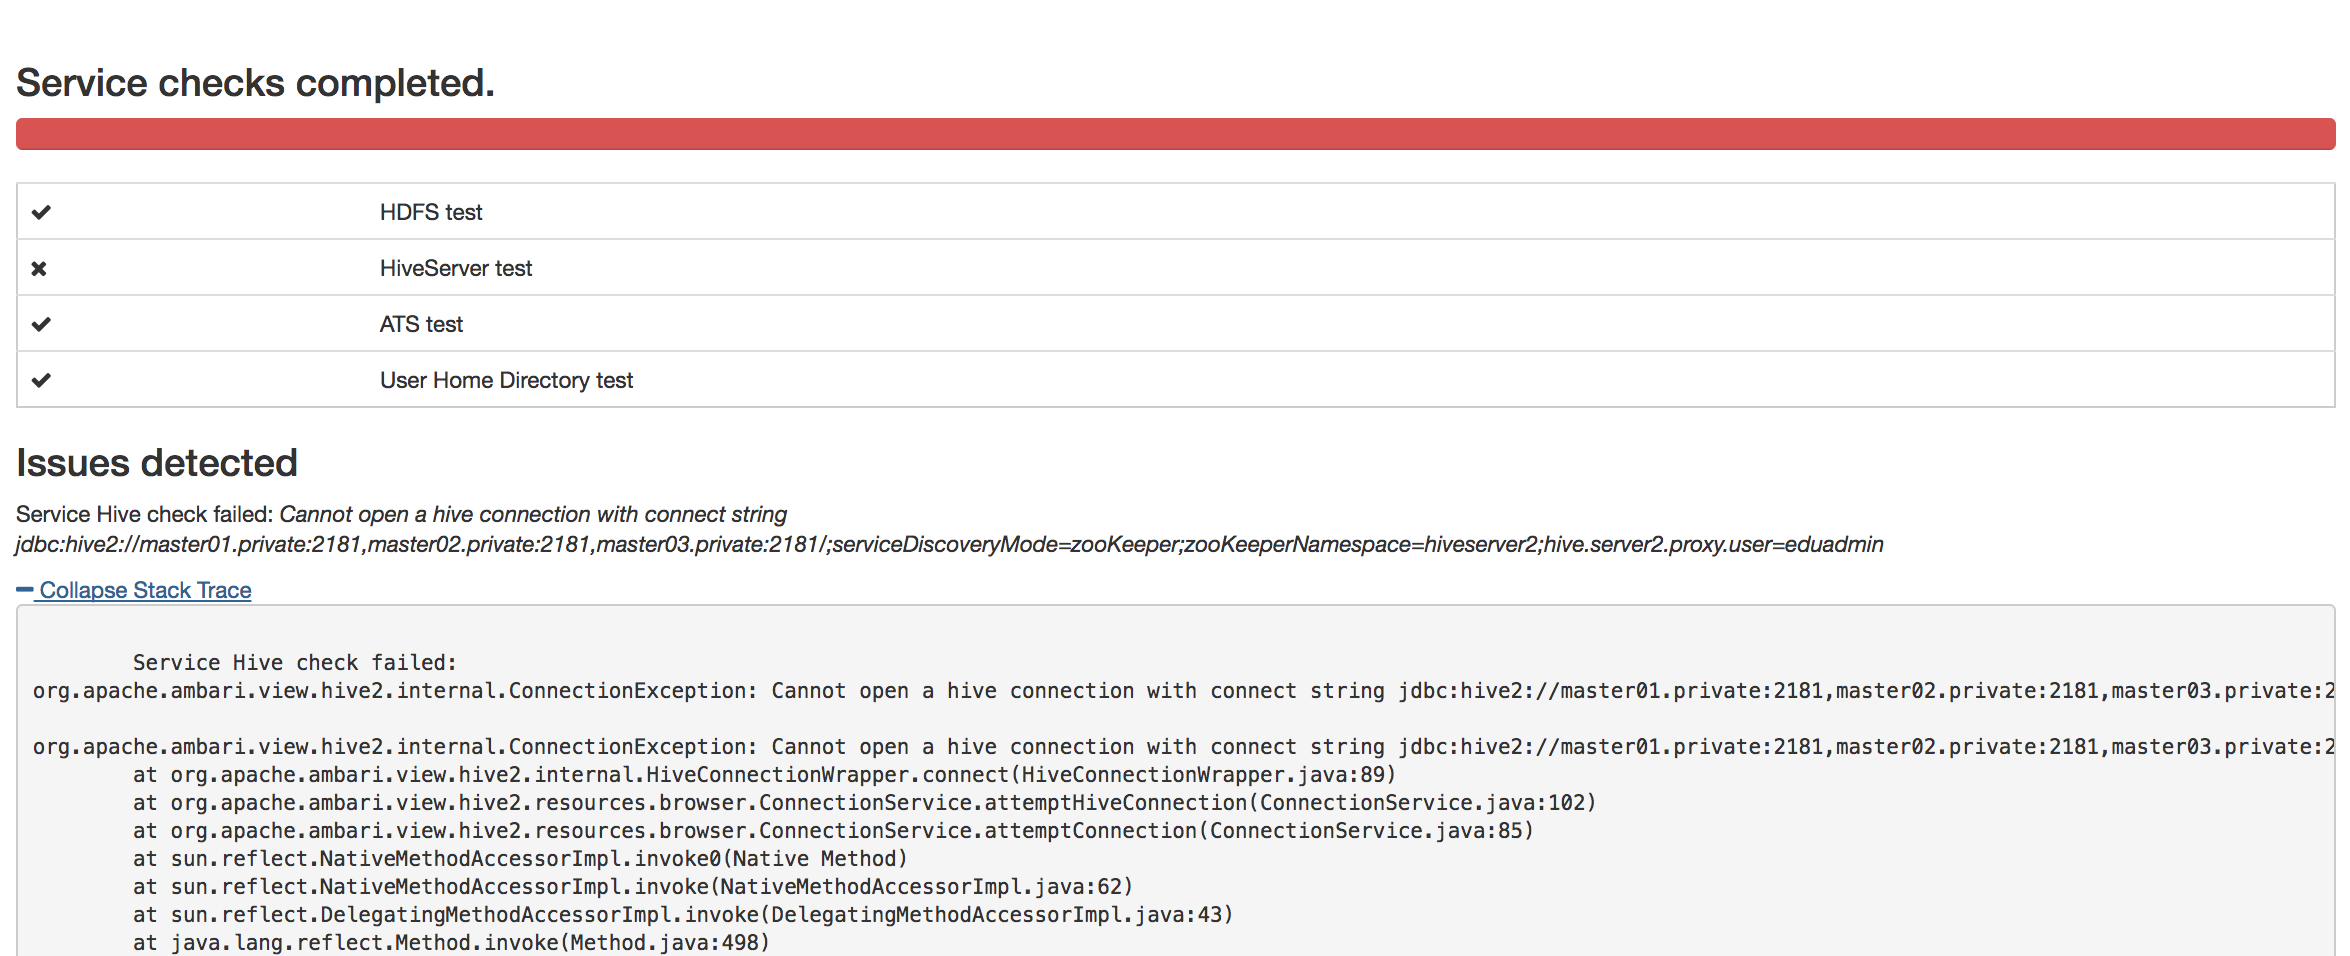 Service checks completed.
HDFS test
HiveServer test
ATS test
User Home Directory test
Issues detected
Service Hive check failed: Cannot open a hive connection with connect string
jdbc:hive2://master01.private:2181,master02.private:2181,master03.private:2181/;serviceDiscoveryMode=zooKeeper;zooKeeperNamespace=hiveserver2;hive.server2.proxy.user=eduadmin
Collapse Stack Trace
Service Hive check failed:
org.apache.ambari.view.hive2.internal.ConnectionException: Cannot open a hive connection with connect string jdbc:hive2://master01.private:2181,master02.private:2181,master03.private:2
org.apache.ambari.view.hive2.internal.ConnectionException: Cannot open a hive connection with connect string jdbc:hive2://master01.private:2181,master02.private:2181,master03.private:2
at org.apache.ambari.view.hive2.internal.HiveConnectionWrapper.connect(HiveConnectionWrapper.java:89)
at org.apache.ambari.view.hive2.resources.browser.ConnectionService.attemptHiveConnection(ConnectionService.java:102)
at org.apache.ambari.view.hive2.resources.browser.ConnectionService.attemptConnection(ConnectionService.java:85)
at sun.reflect.NativeMethodAccessorImpl.invoke0(Native Method)
at sun.reflect.NativeMethodAccessorImpl.invoke(NativeMethodAccessorImpl.java:62)
at sun.reflect.DelegatingMethodAccessorImpl.invoke(DelegatingMethodAccessorImpl.java:43)
at java.lang.reflect.Method.invoke(Method.java:498)